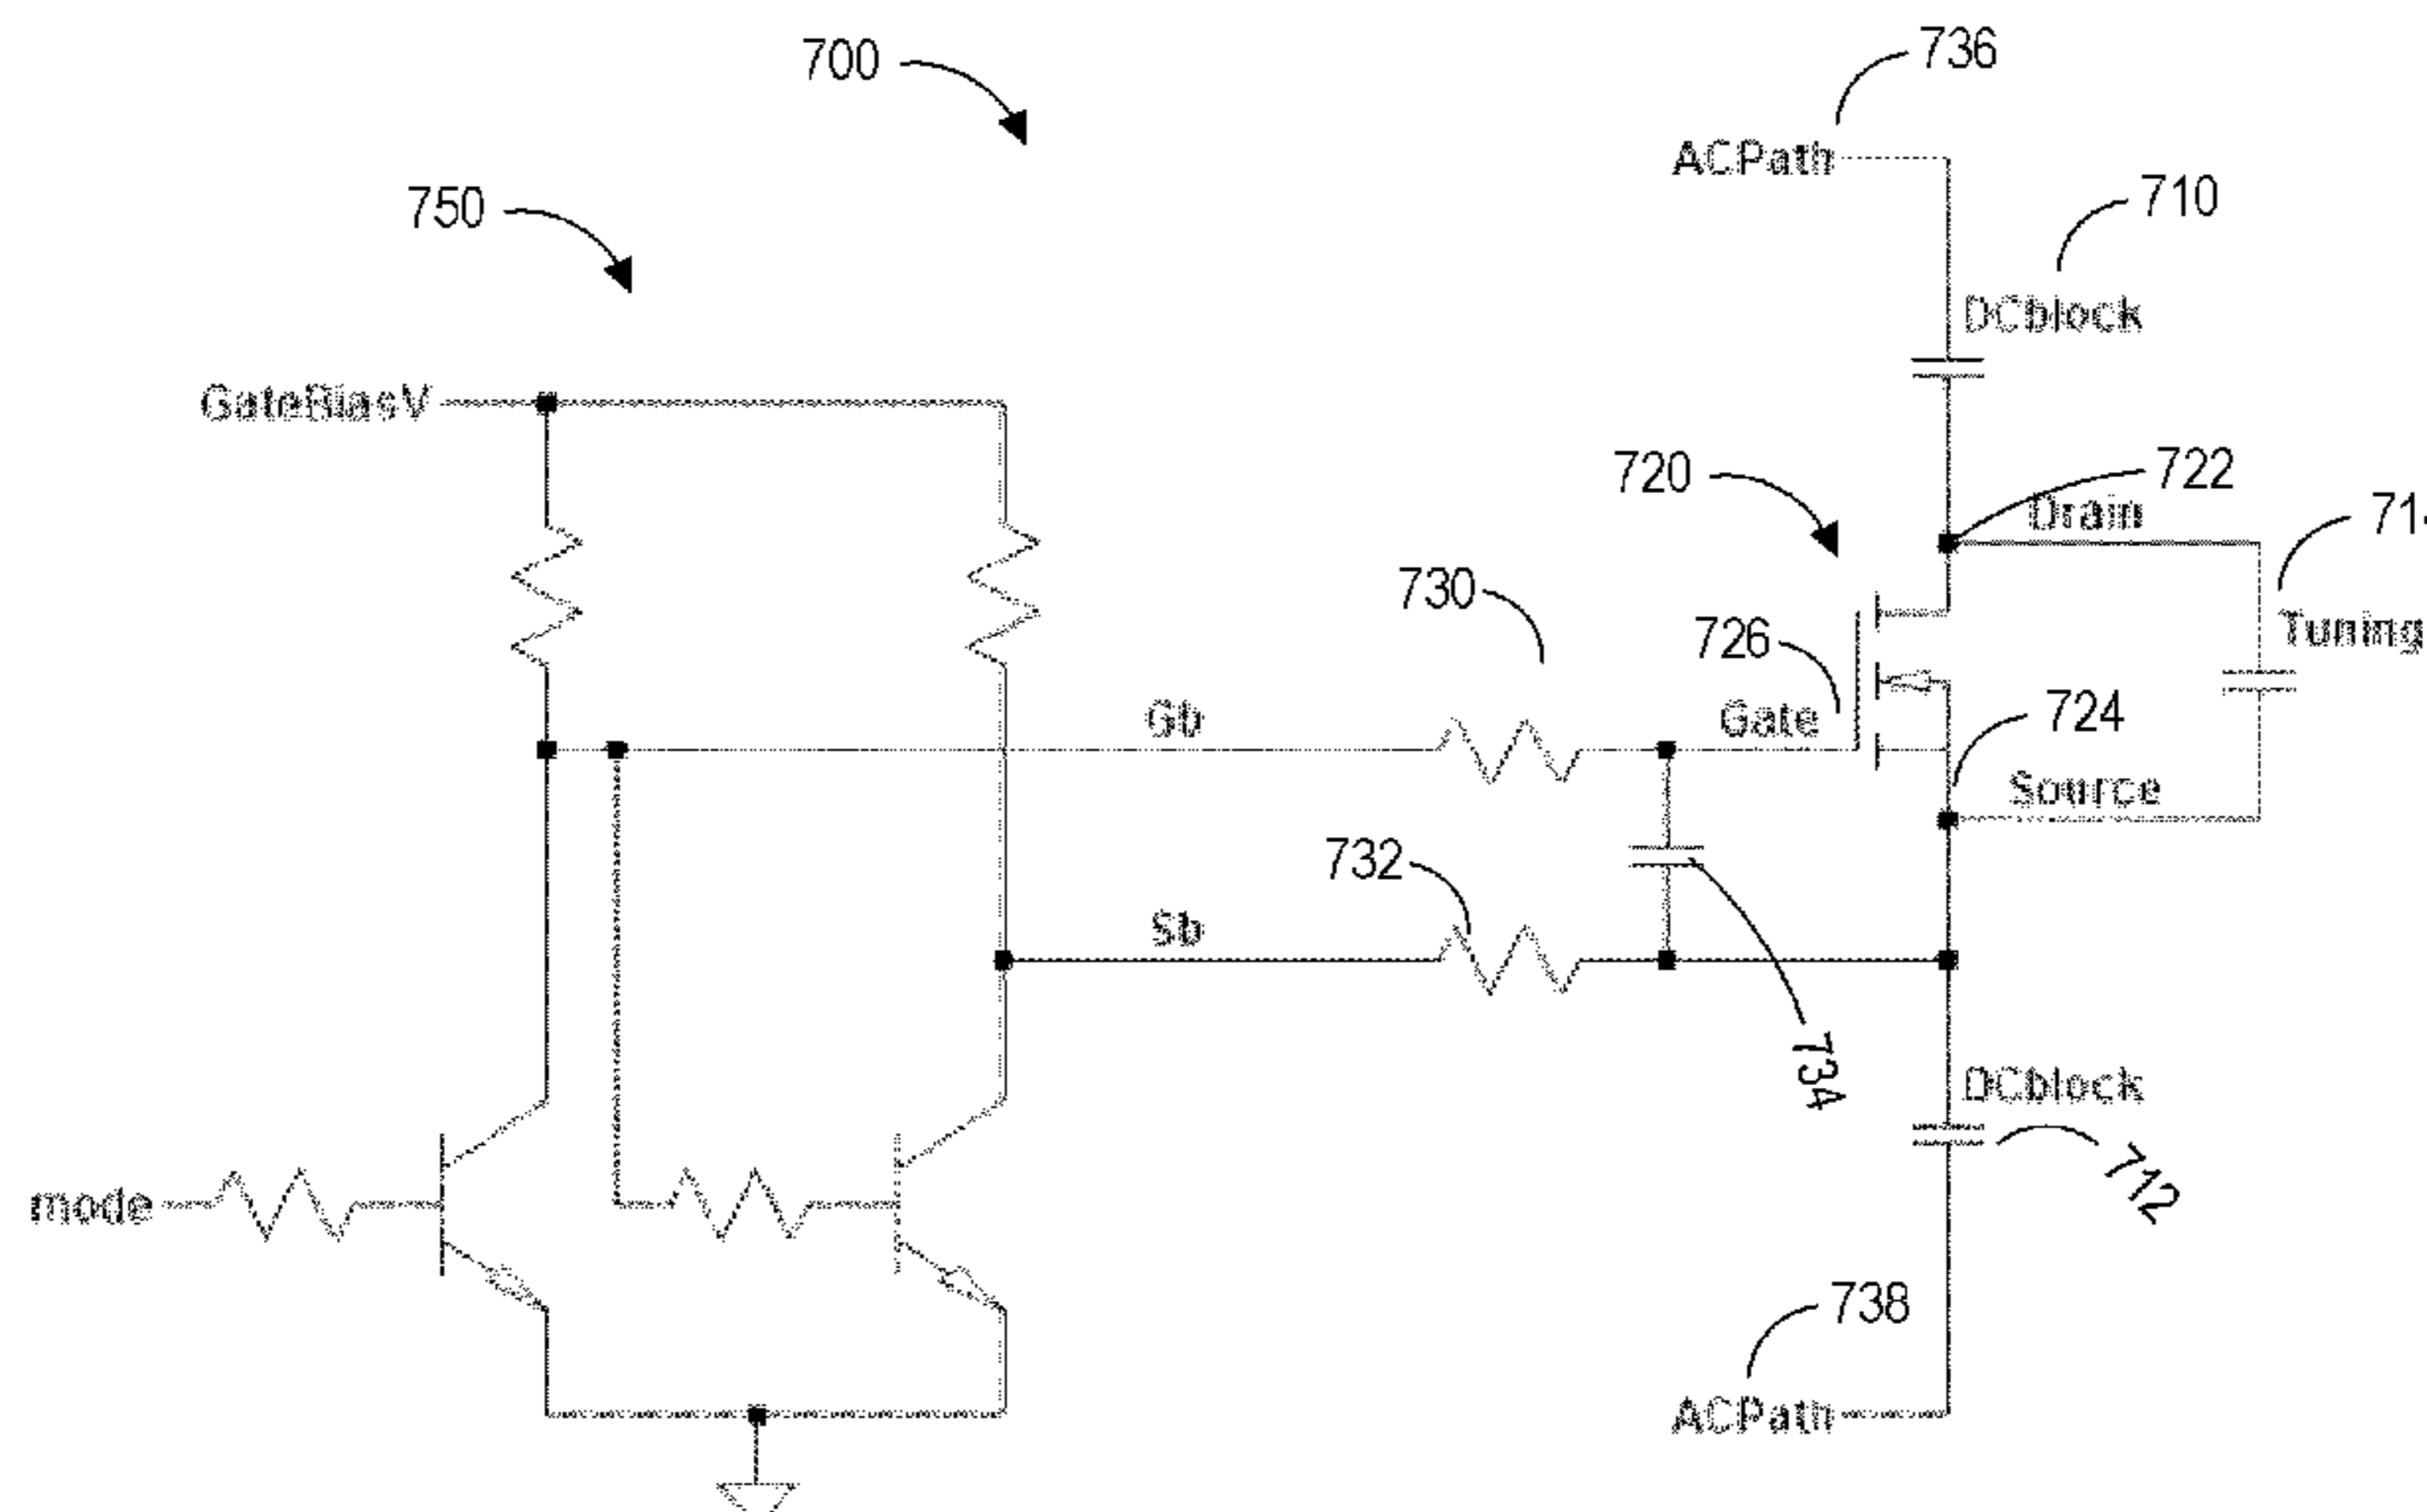 700
736
ACPath
750
710
DCblock
GateBiasV
720
722
Drain
730
726
Tuning
Gb
Gate
724
Source
732
Sb
734
DCblock
712
mode
738
ACPath